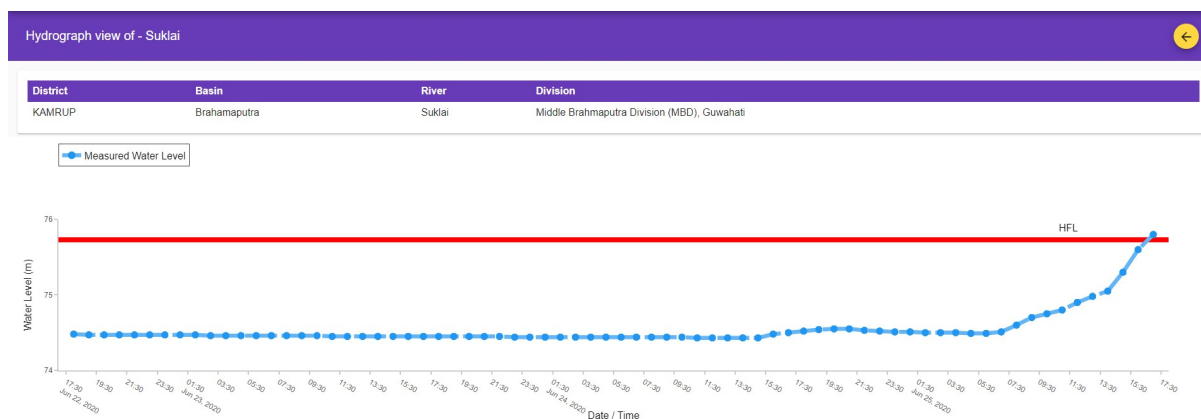 Hydrograph view of - Suklai
District Basin River Division
KAMRUP Brahamaputra Suklai Middle Brahmaputra Division (MBD), Guwahati
Measured Water Level
HFL
76
75
74
Water Level (m)
17:30 19:30 21:30 23:30 01:30 03:30 05:30 07:30 09:30 11:30 13:30 15:30 17:30 19:30 21:30 23:30 01:30 03:30 05:30 07:30 09:30 11:30 13:30 15:30 17:30 19:30 21:30 23:30 01:30 03:30 05:30 07:30 09:30 11:30 13:30 15:30 17:30
Jun 22, 2020 Jun 23, 2020 Jun 24, 2020 Jun 25, 2020
Date / Time